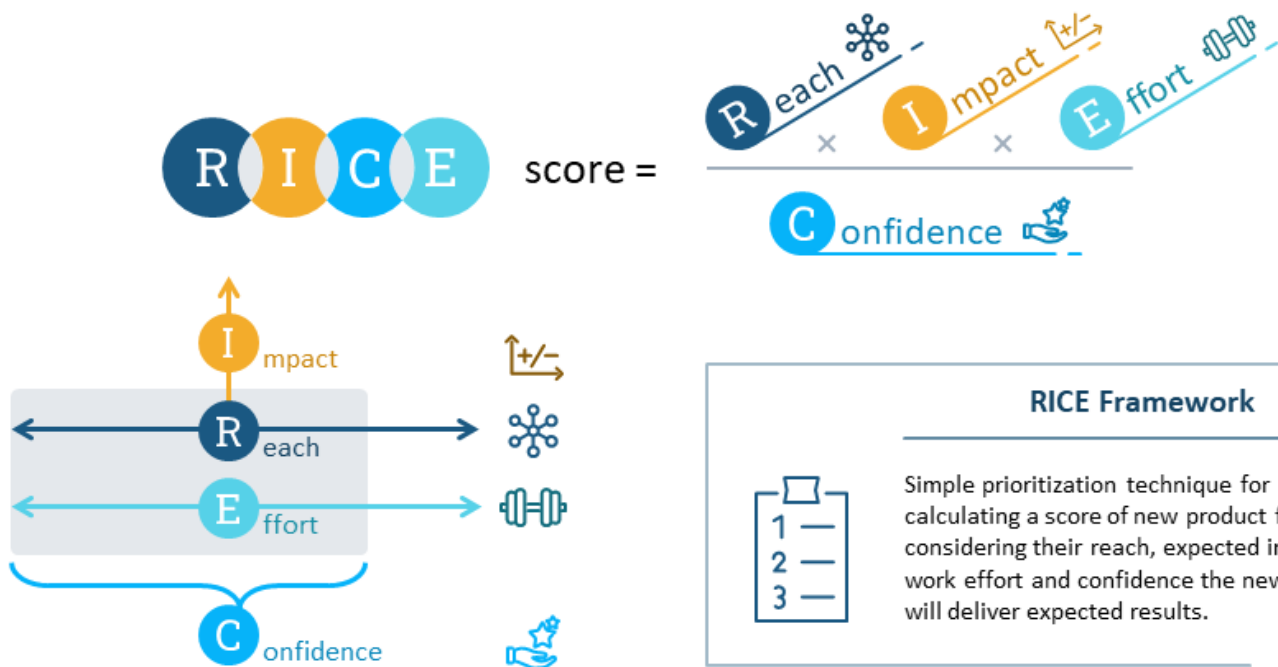 RICE score =
Reach × Impact × Effort
Confidence
Impact
+/-
Reach
Effort
Confidence
RICE Framework
Simple prioritization technique for
calculating a score of new product
considering their reach, expected
work effort and confidence the new
will deliver expected results.
1
2
3